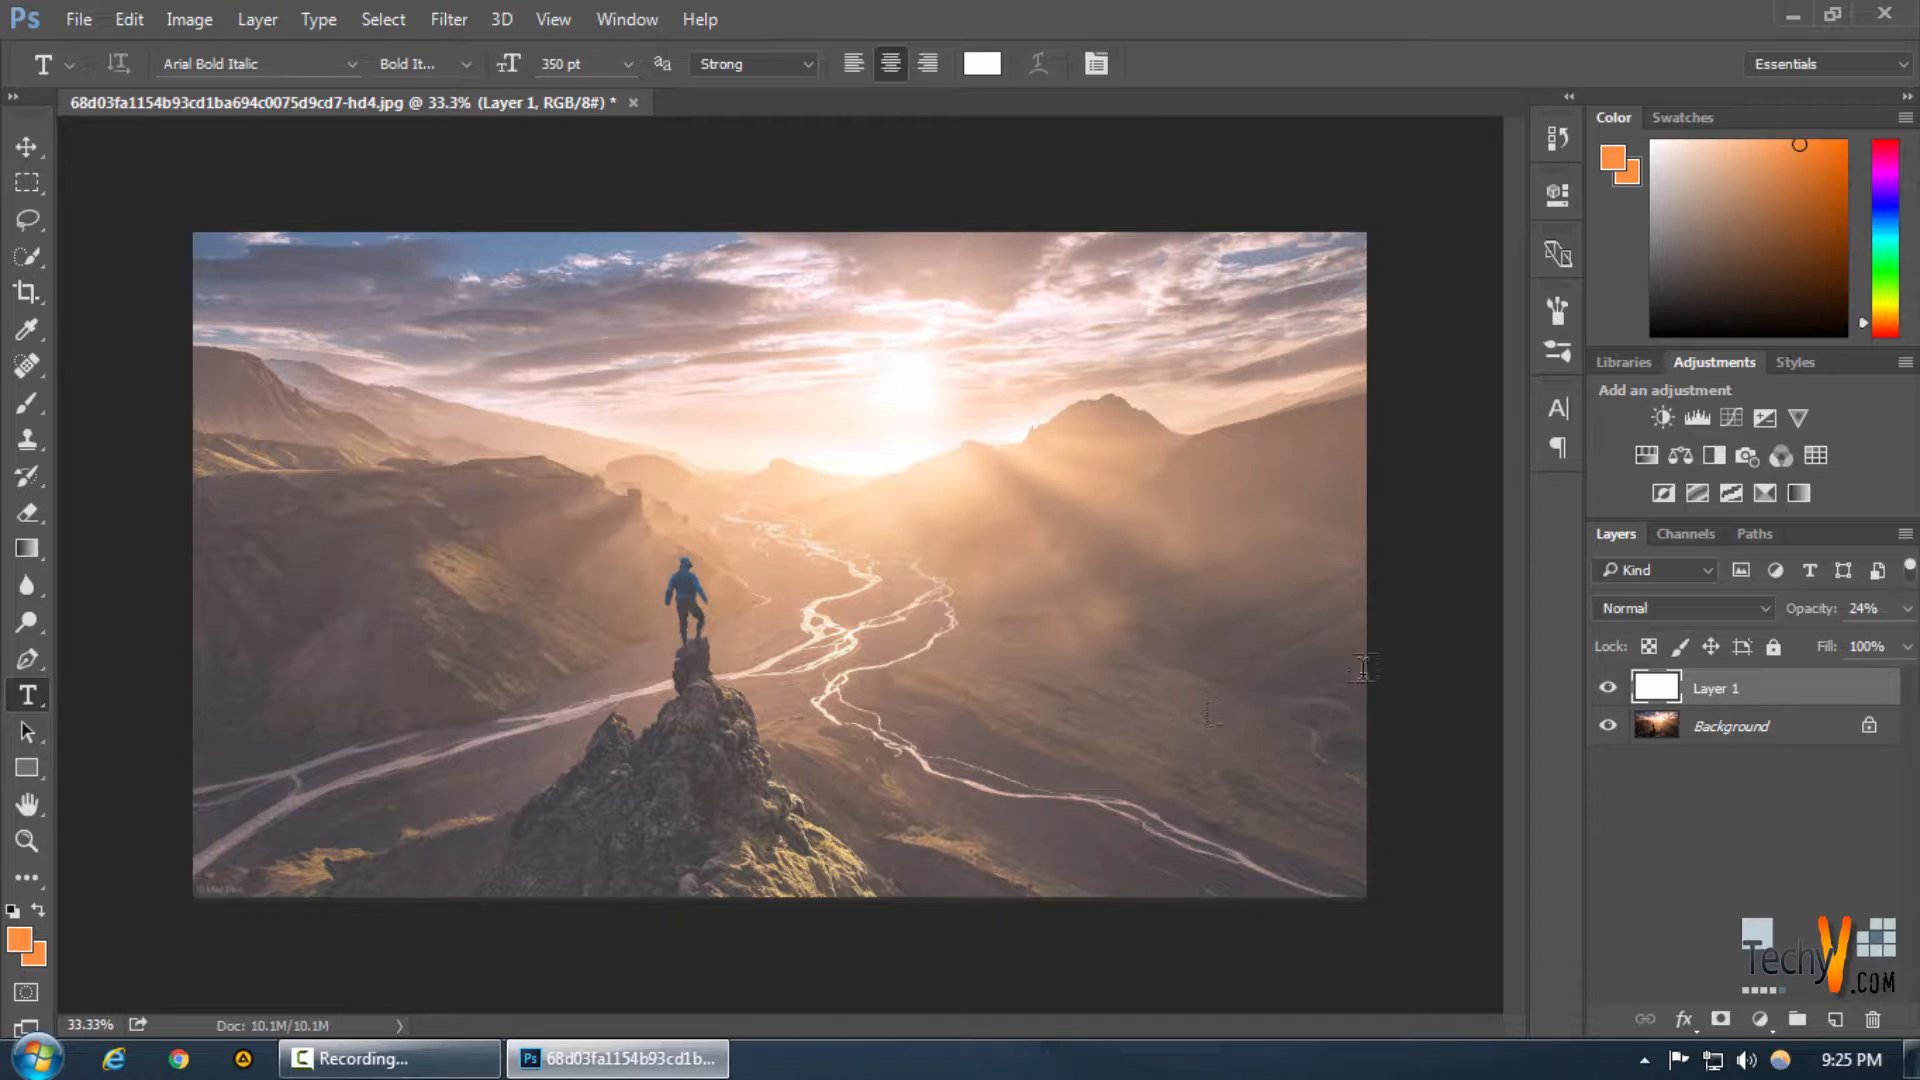 Ps File Edit Image Layer Type Select Filter 3D View Window Help
T Arial Bold Italic Bold It... 350 pt Strong Essentials
68d03fa1154b93cd1ba694c0075d9cd7-hd4.jpg @ 33.3% (Layer 1, RGB/8#) *
Color Swatches
Libraries Adjustments Styles
Add an adjustment
Layers Channels Paths
Kind
Normal Opacity: 24%
Lock: Fill: 100%
Layer 1
Background
TechyV
.COM
33.33% Doc: 10.1M/10.1M
Recording... Ps 68d03fa1154b93cd1b... 9:25 PM